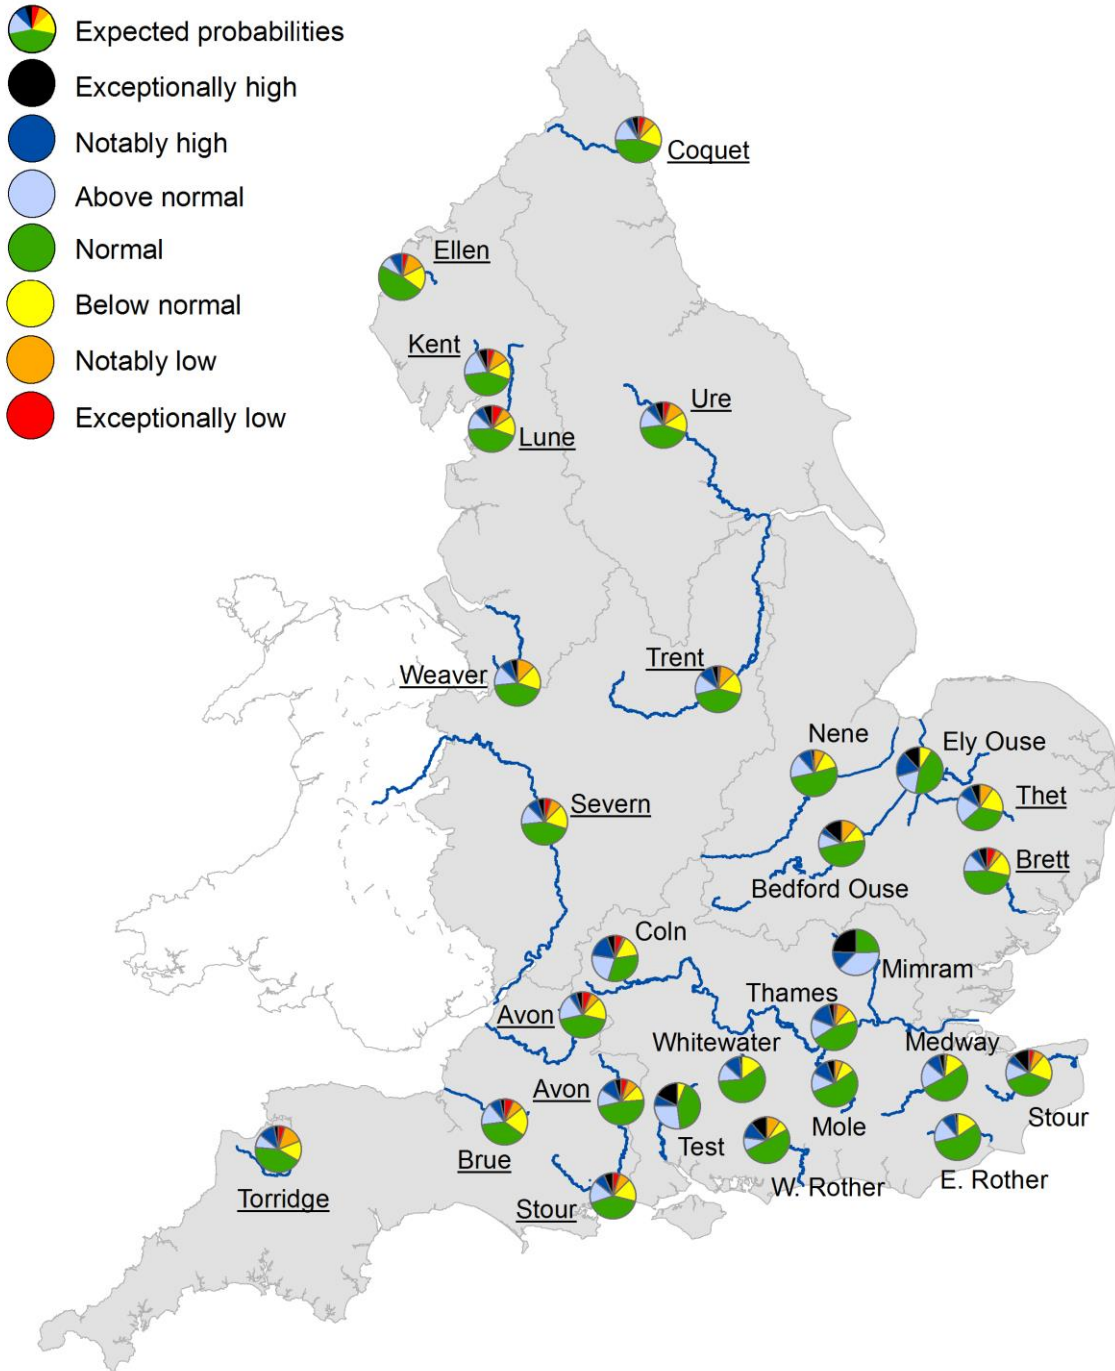 Expected probabilities
Exceptionally high
Notably high
Above normal
Normal
Below normal
Notably low
Exceptionally low
Coquet
Ellen
Kent
Lune
Ure
Weaver
Trent
Nene
Ely Ouse
Thet
Severn
Bedford Ouse
Brett
Coln
Mimram
Thames
Avon
Whitewater
Medway
Avon
Test
Mole
Stour
Brue
W. Rother
E. Rother
Torridge
Stour